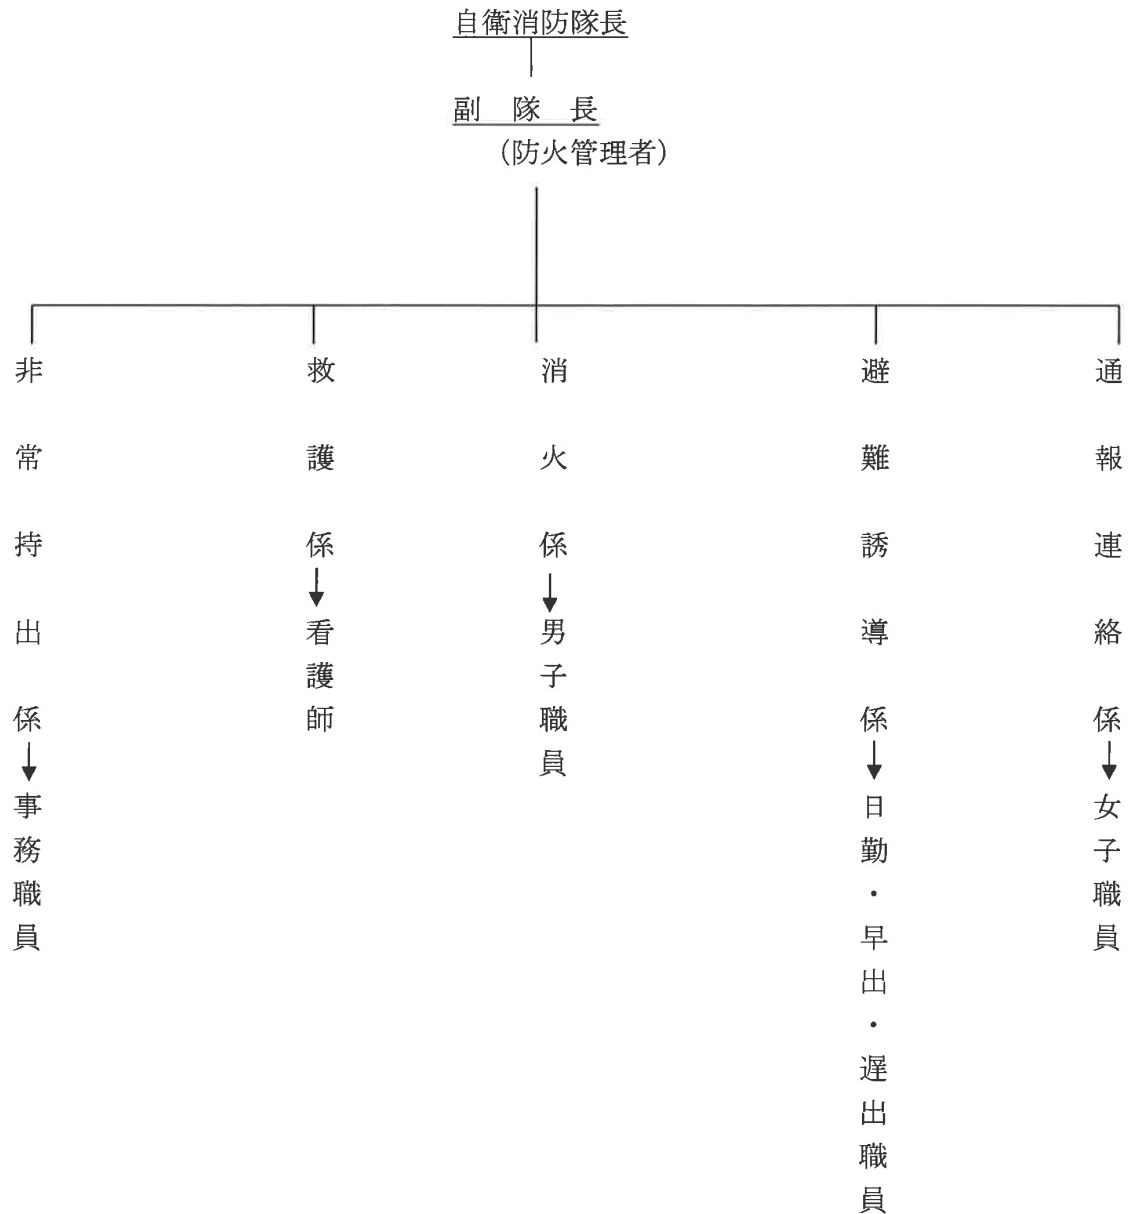 自衛消防隊長
副隊長
（防火管理者）
通報連絡係
女子職員
避難誘導係
日勤・早出・遅出職員
消火係
男子職員
救護係
看護師
非常持出係
事務職員